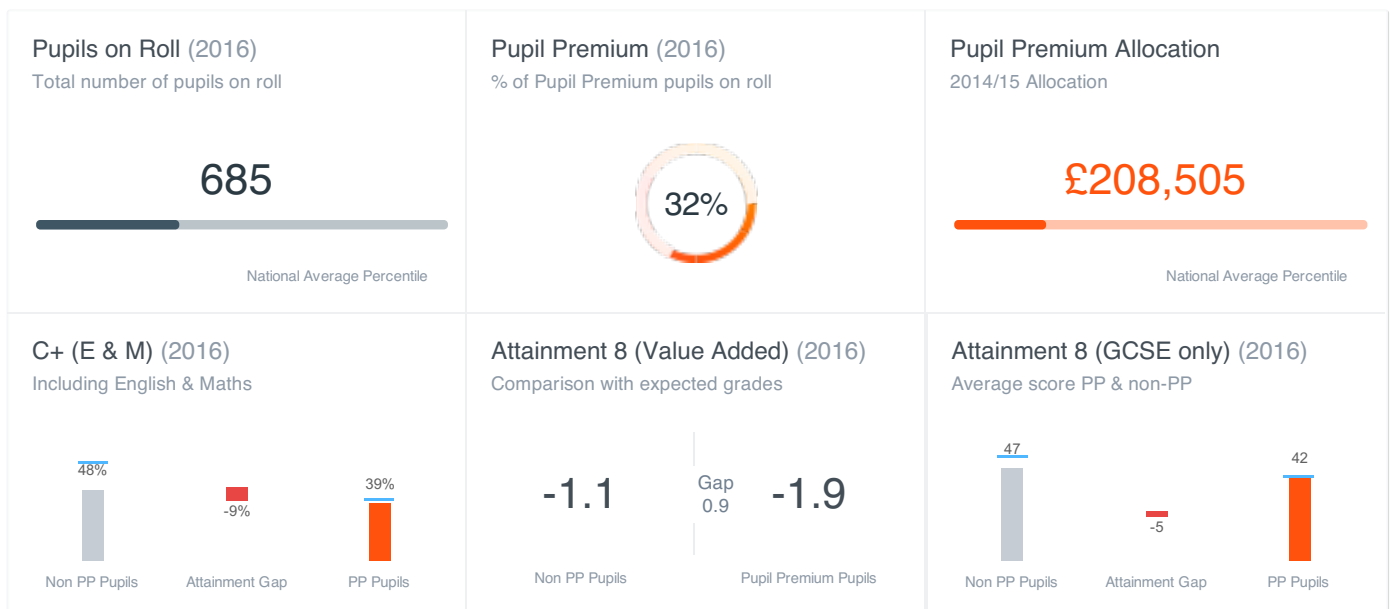 Pupils on Roll (2016)
Total number of pupils on roll
685
National Average Percentile
Pupil Premium (2016)
% of Pupil Premium pupils on roll
32%
Pupil Premium Allocation
2014/15 Allocation
£208,505
National Average Percentile
C+ (E & M) (2016)
Including English & Maths
48%
-9%
39%
Non PP Pupils
Attainment Gap
PP Pupils
Attainment 8 (Value Added) (2016)
Comparison with expected grades
-1.1
Gap
0.9
-1.9
Non PP Pupils
Pupil Premium Pupils
Attainment 8 (GCSE only) (2016)
Average score PP & non-PP
47
-5
42
Non PP Pupils
Attainment Gap
PP Pupils